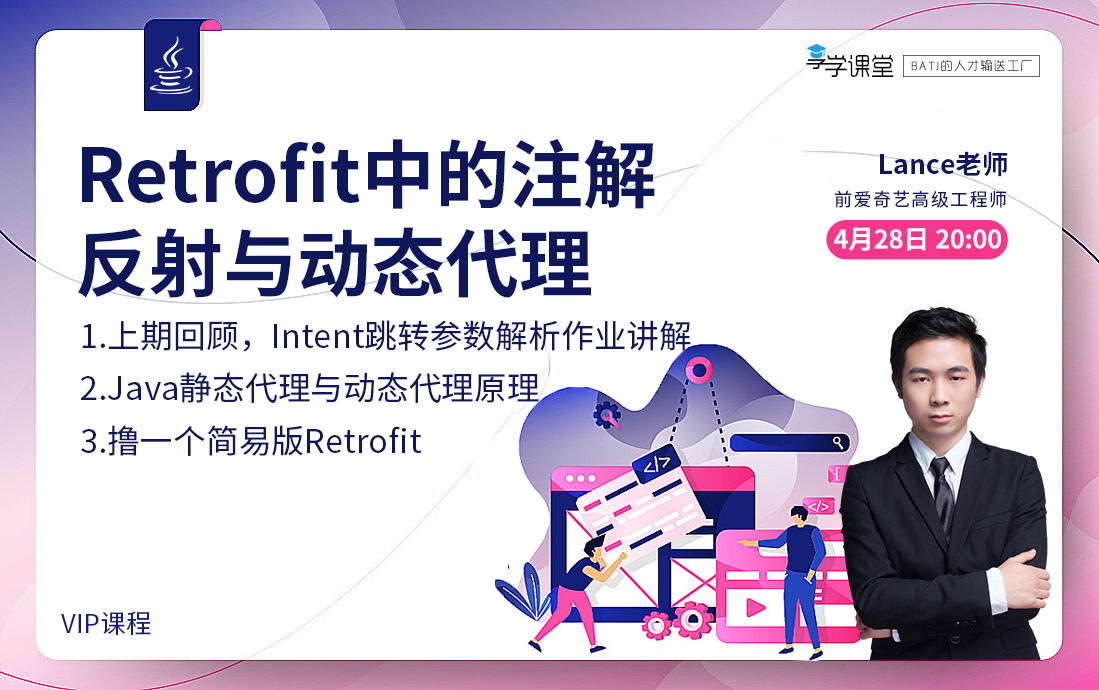 享学课堂 BATJ的人才输送工厂
Retrofit中的注解
反射与动态代理
Lance老师
前爱奇艺高级工程师
4月28日 20:00
1.上期回顾，Intent跳转参数解析作业讲解
2.Java静态代理与动态代理原理
3.撸一个简易版Retrofit
</>
{
</>
VIP课程